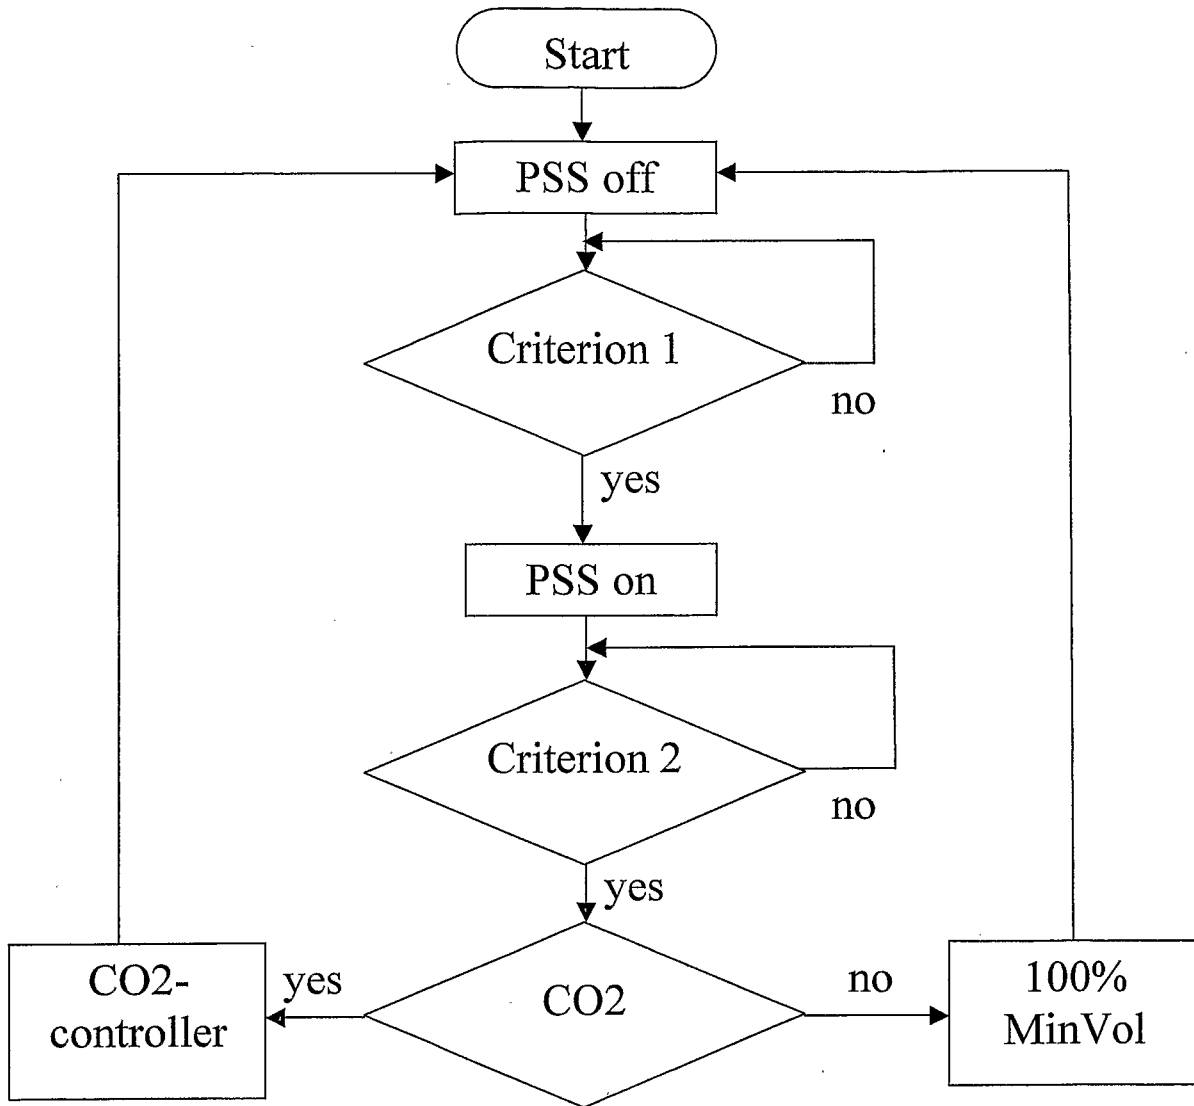 Start
PSS off
Criterion 1
no
yes
PSS on
Criterion 2
no
yes
CO2-
controller
yes
CO2
no
100%
MinVol